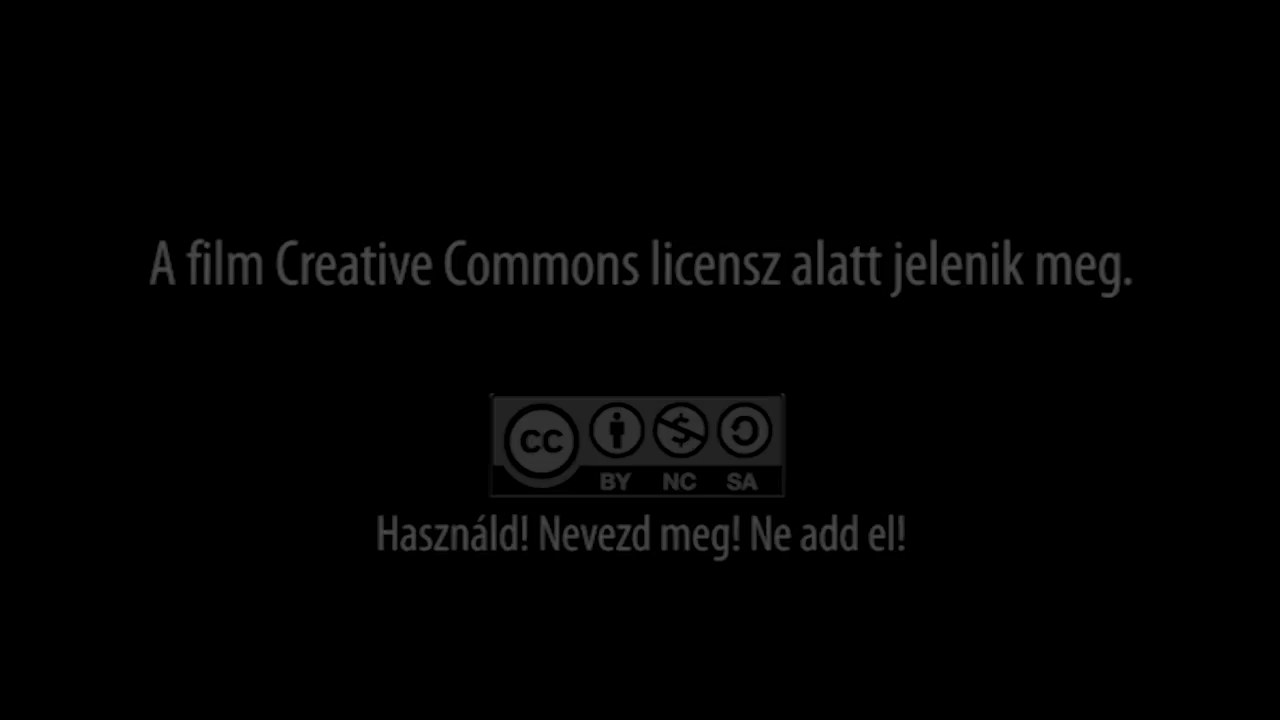 A film Creative Commons licensz alatt jelenik meg.
CC
BY NC SA
Használd! Nevezd meg! Ne add el!